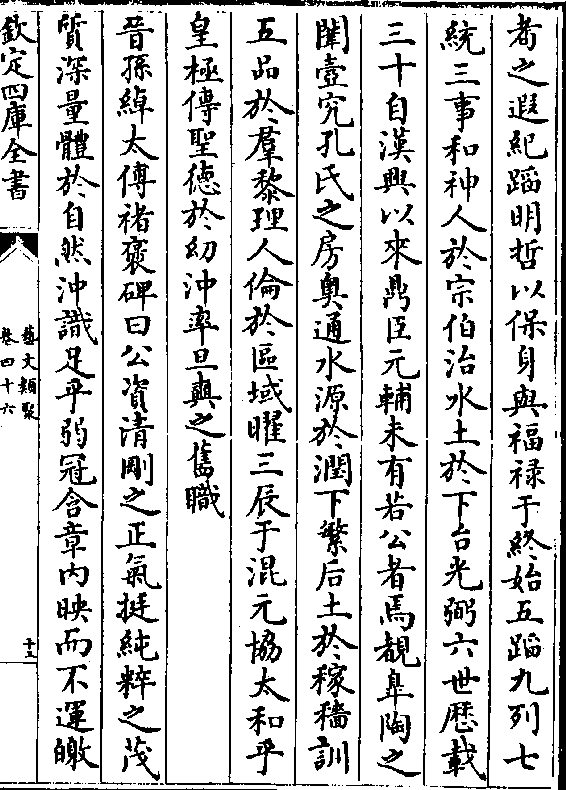 耉之遐紀蹈明哲以保身與福禄于終始五蹈九列七
統三事和神人於宗伯治水土於下台光弼六世歴載
三十自漢興以來鼎臣元輔未有若公者焉覩臯陶之
閫壼究孔氏之房奥通水源於潤下繁后土於稼穡訓
五品於羣黎理人倫於區域曜三辰于混元協太和乎
皇極傳聖徳於幼沖率旦奭之舊職
晉孫綽太傅褚裒碑曰公資清剛之正氣挺純粹之茂
質深量體於自然沖識足乎弱冠含章内映而不運皦
欽定四庫全書
藝文類聚
卷四十六
十三